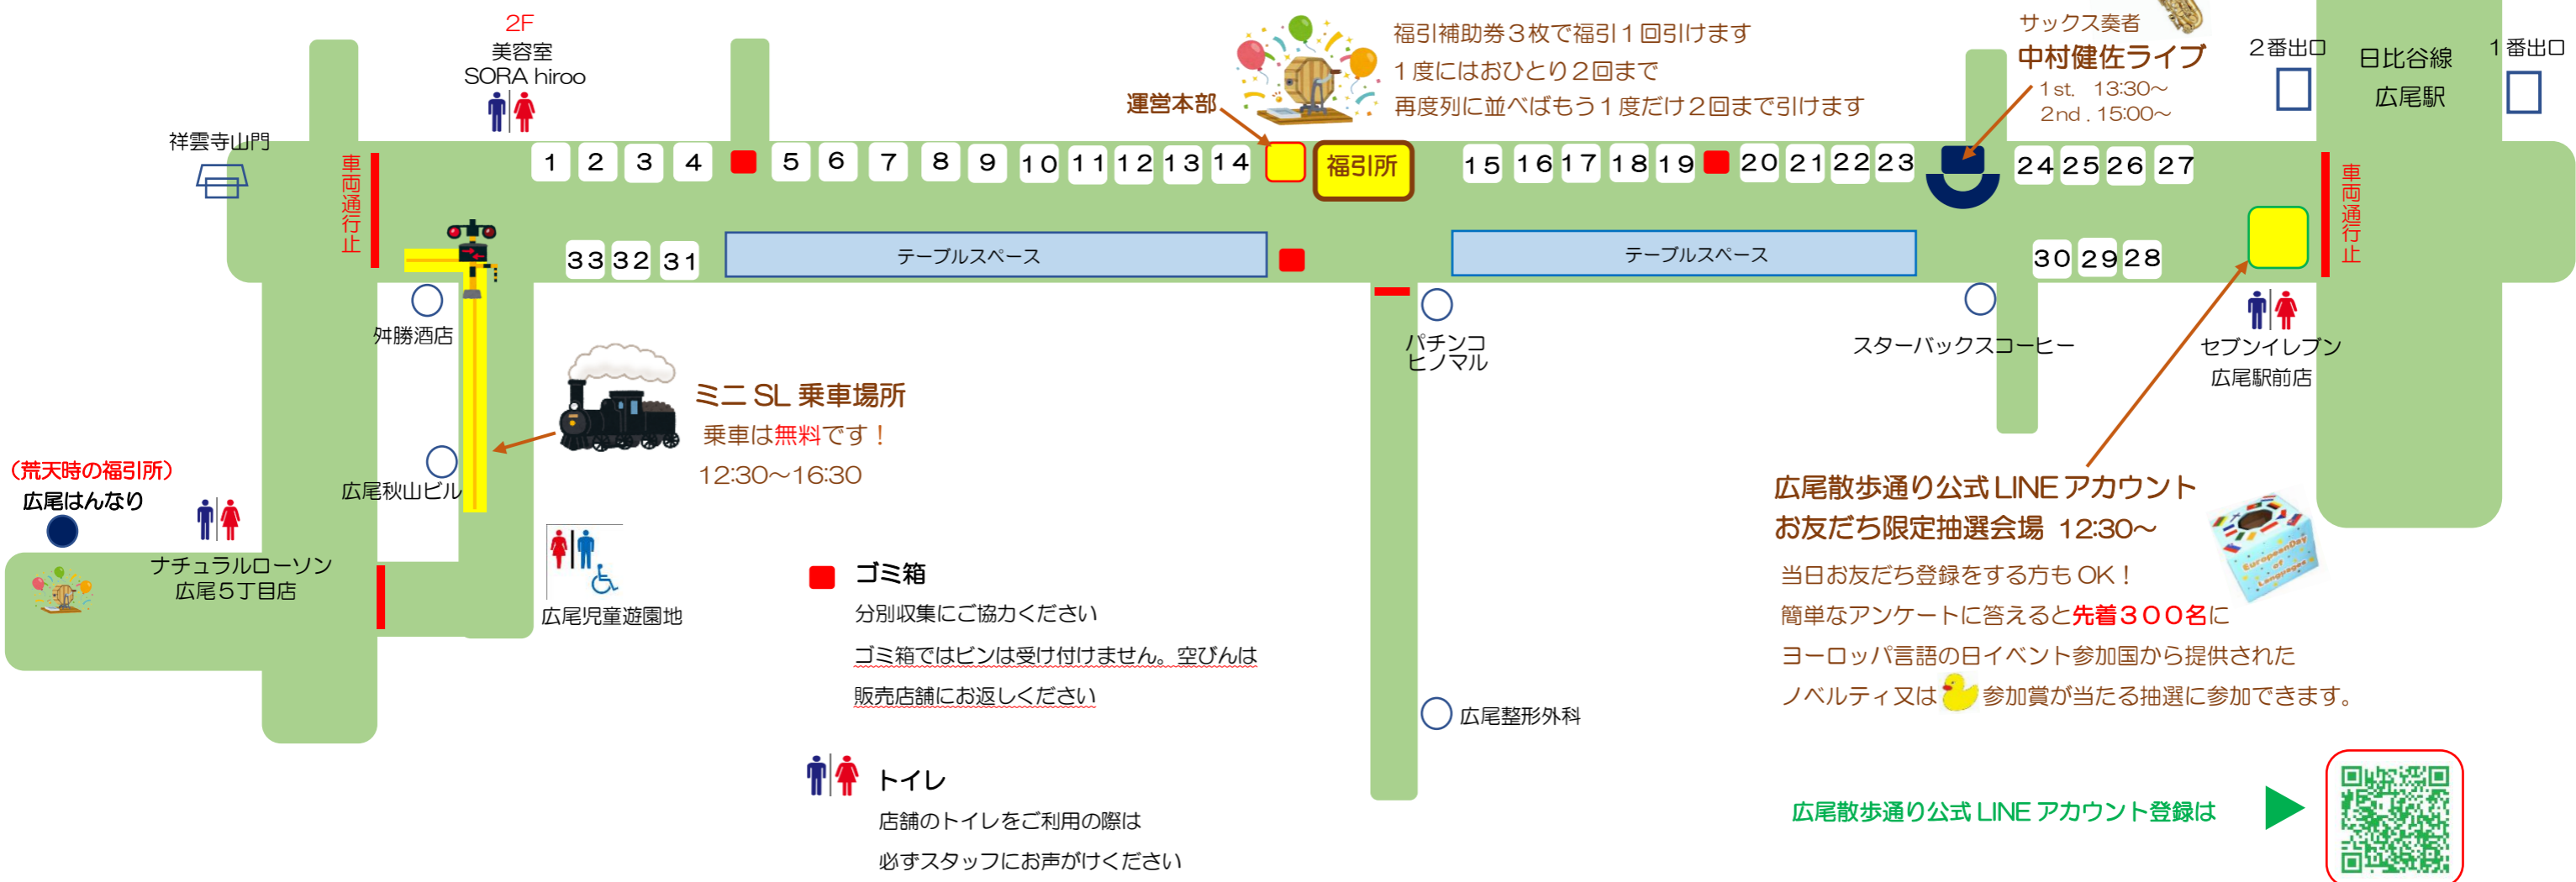 2F
美容室
SORA hiroo
祥雲寺山門
車両通行止
1 2 3 4 5 6 7 8 9 10 11 12 13 14
運営本部
福引補助券３枚で福引１回引けます
１度にはおひとり２回まで
再度列に並べばもう１度だけ２回まで引けます
福引所
15 16 17 18 19 20 21 22 23
サックス奏者
中村健佐ライブ
1st. 13:30～
2nd . 15:00～
24 25 26 27
２番出口
日比谷線
広尾駅
１番出口
車両通行止
33 32 31
テーブルスペース
テーブルスペース
30 29 28
舛勝酒店
パチンコ
ヒノマル
スターバックスコーヒー
セブンイレブン
広尾駅前店
ミニ SL 乗車場所
乗車は無料です！
12:30～16:30
広尾秋山ビル
（荒天時の福引所）
広尾はんなり
ナチュラルローソン
広尾５丁目店
広尾児童遊園地
ゴミ箱
分別収集にご協力ください
ゴミ箱ではビンは受け付けません。空びんは
販売店舗にお返しください
トイレ
店舗のトイレをご利用の際は
必ずスタッフにお声がけください
広尾整形外科
広尾散歩通り公式 LINE アカウント
お友だち限定抽選会場 12:30～
当日お友だち登録をする方も OK！
簡単なアンケートに答えると先着３００名に
ヨーロッパ言語の日イベント参加国から提供された
ノベルティ又は参加賞が当たる抽選に参加できます。
European Day
of
Languages
広尾散歩通り公式 LINE アカウント登録は